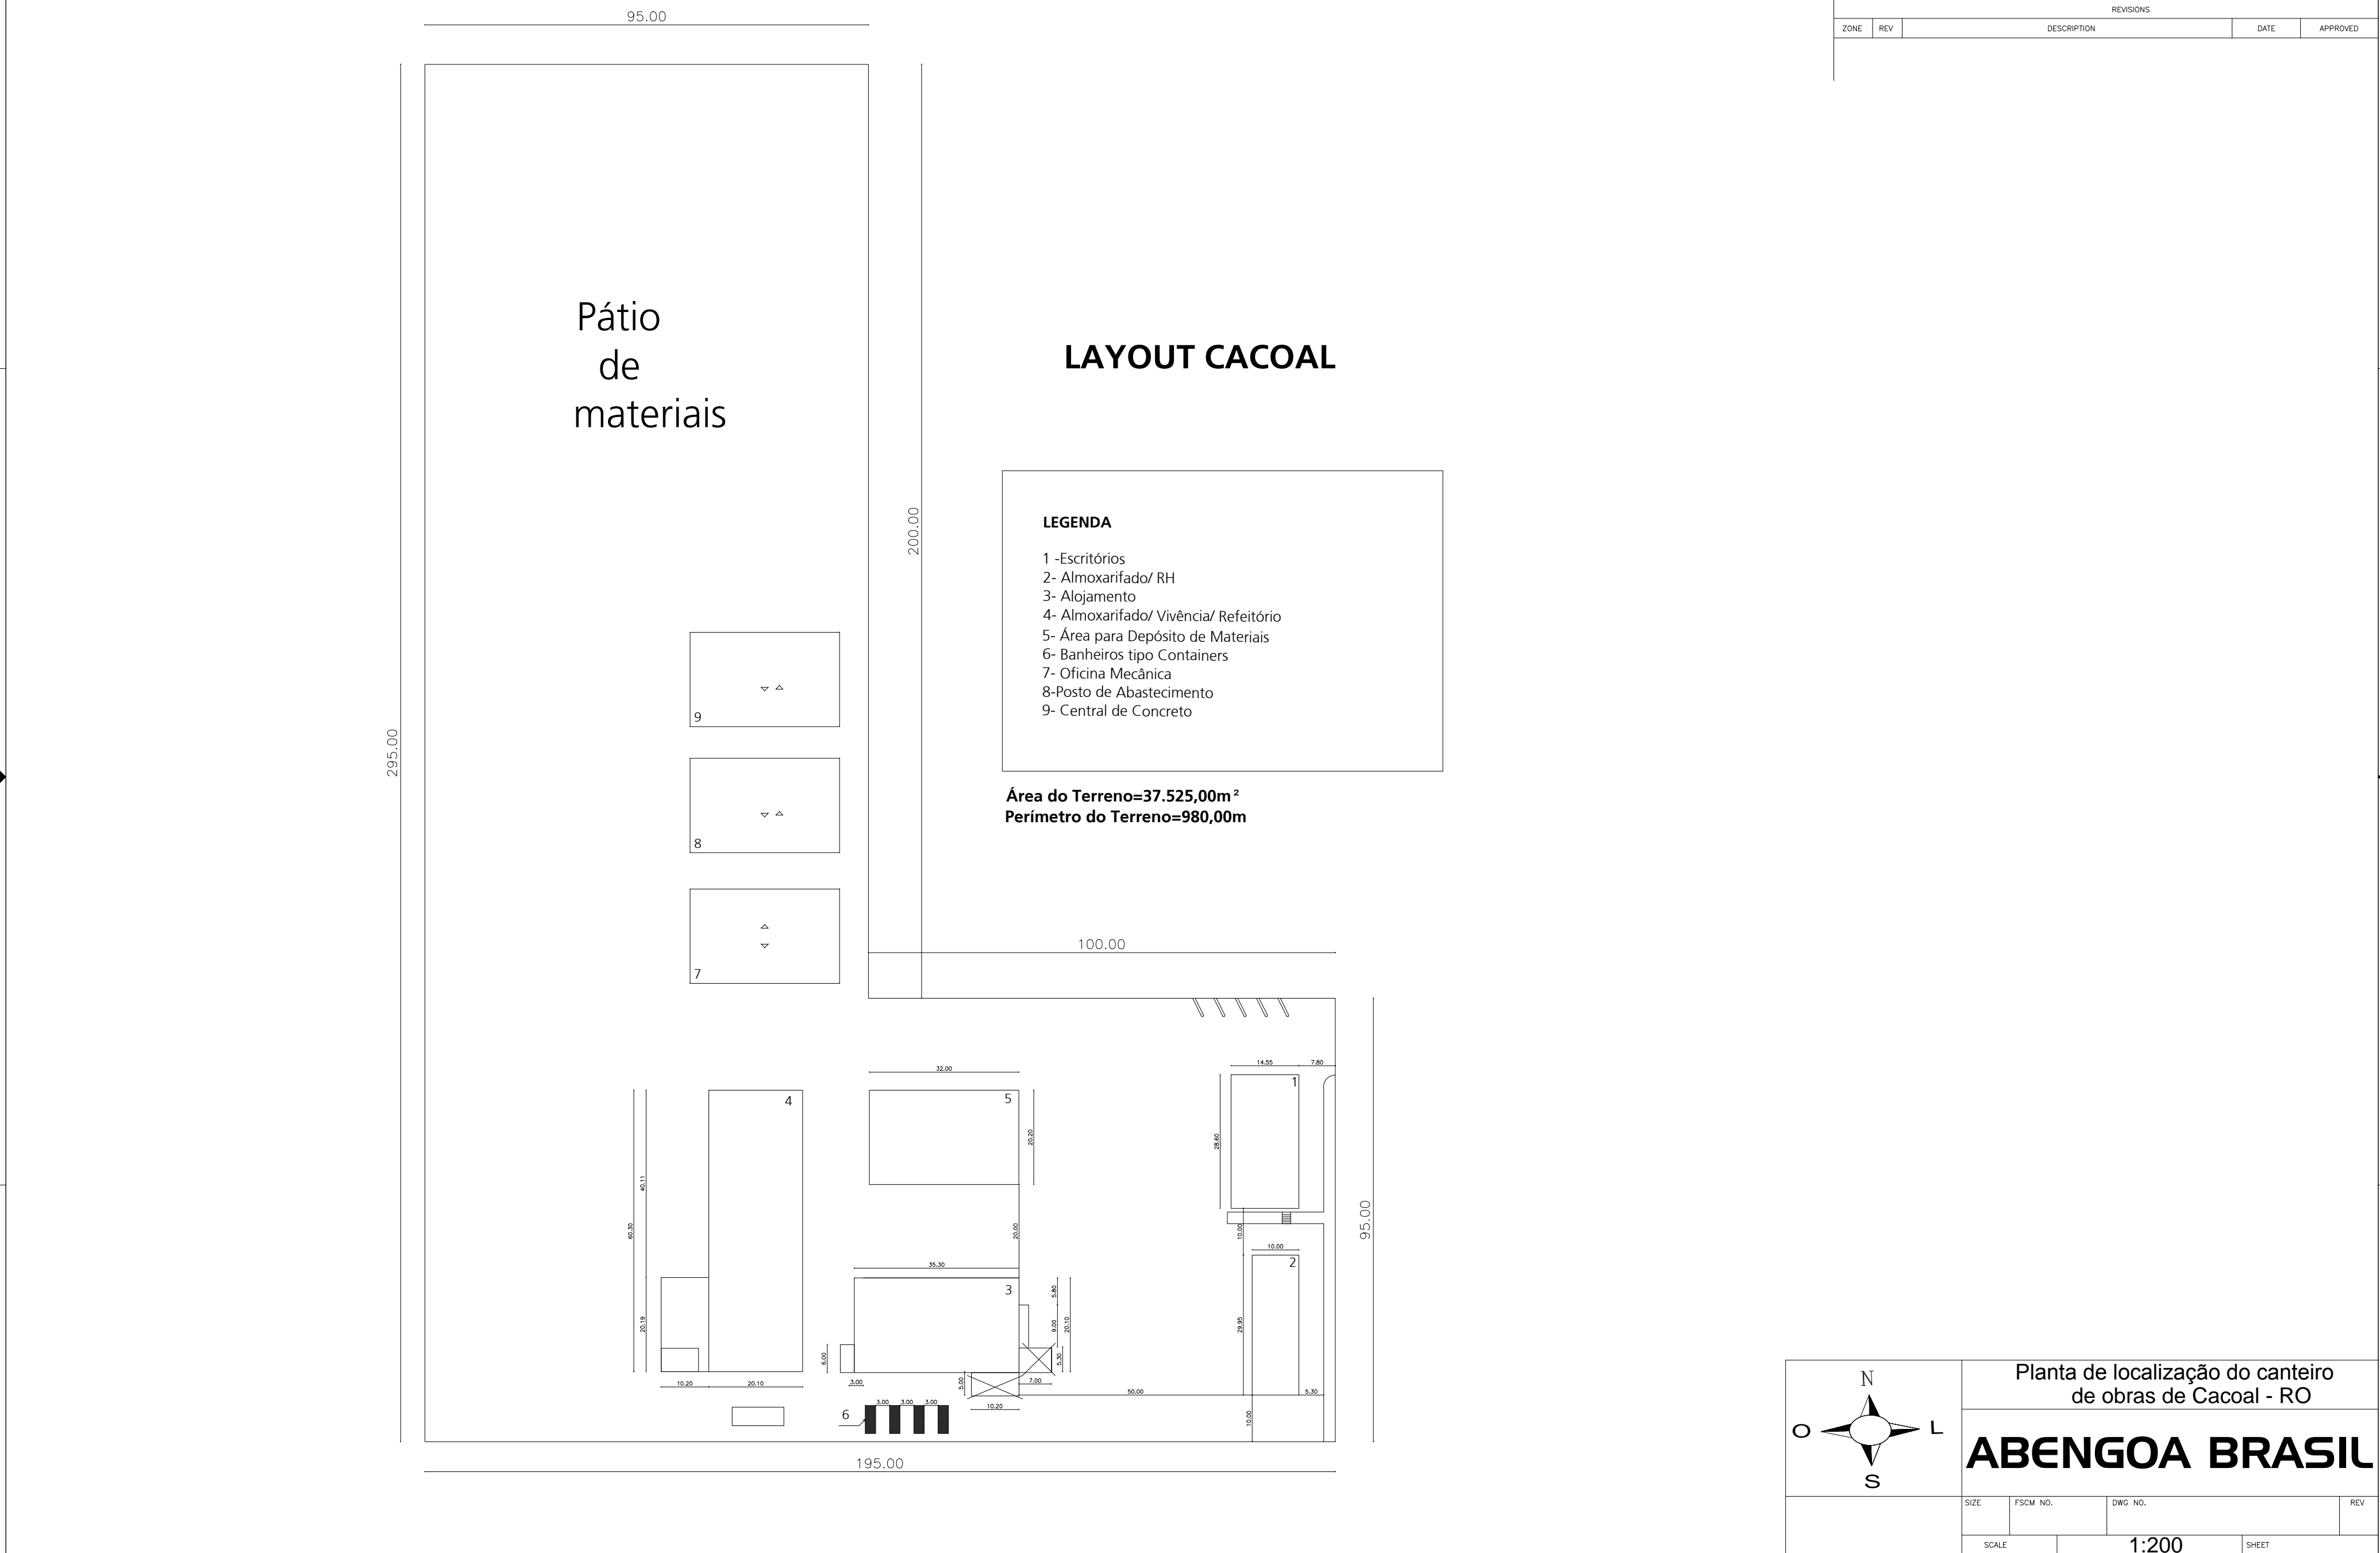 95.00
REVISIONS
ZONE REV DESCRIPTION DATE APPROVED
Pátio
de
materiais
LAYOUT CACOAL
200.00
295.00
LEGENDA
1 -Escritórios
2- Almoxarifado/ RH
3- Alojamento
4- Almoxarifado/ Vivência/ Refeitório
5- Área para Depósito de Materiais
6- Banheiros tipo Containers
7- Oficina Mecânica
8-Posto de Abastecimento
9- Central de Concreto
Área do Terreno=37.525,00m²
Perímetro do Terreno=980,00m
9
8
7
100.00
14.55 7.80
32.00
1
4
5
20.20
28.60
40.11
60.30
20.00
10.00
95.00
10.00
2
35.30
3
5.80
9.00
20.10
5.30
20.19
29.95
6.00
10.20 20.10
3.00
5.00
7.00
50.00
5.30
10.20
3.00 3.00 3.00
6
10.00
195.00
N
O
L
S
Planta de localização do canteiro
de obras de Cacoal - RO
ABENGOA BRASIL
SIZE FSCM NO. DWG NO. REV
SCALE 1:200 SHEET